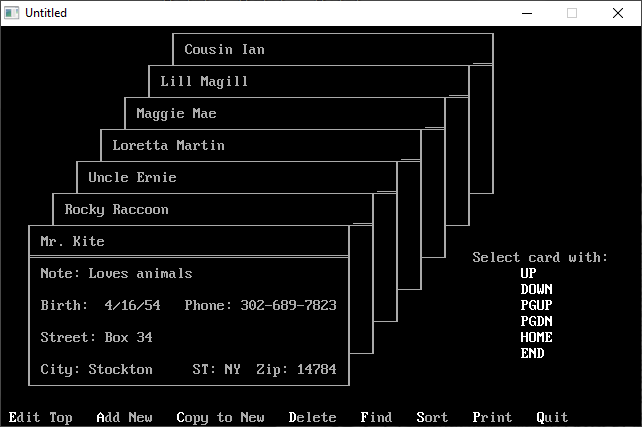 Untitled
Cousin Ian
Lill Magill
Maggie Mae
Loretta Martin
Uncle Ernie
Rocky Raccoon
Mr. Kite
Note: Loves animals
Birth:  4/16/54   Phone: 302-689-7823
Street: Box 34
City: Stockton     ST: NY  Zip: 14784
Select card with:
UP
DOWN
PGUP
PGDN
HOME
END
Edit Top   Add New   Copy to New   Delete   Find   Sort   Print   Quit